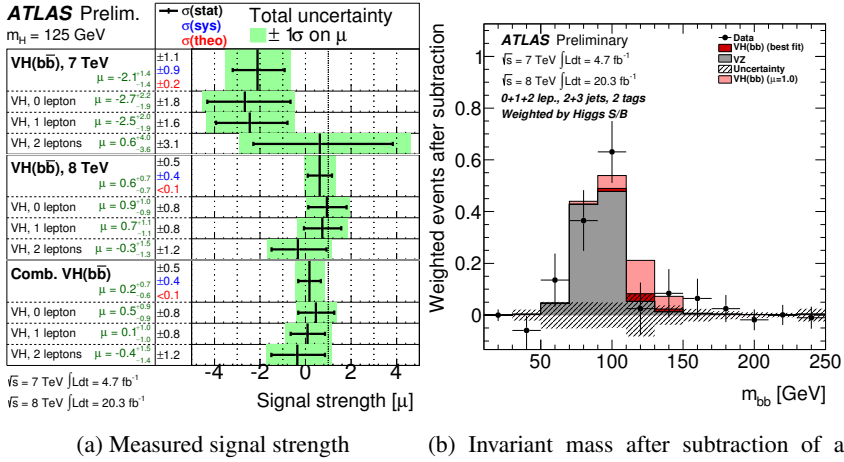 ATLAS Prelim.
m_H = 125 GeV
σ(stat)
σ(sys)
σ(theo)
Total uncertainty
± 1σ on μ
VH(bb̅), 7 TeV
μ = -2.1 +1.4 -1.4
±1.1
±0.9
±0.2
VH, 0 lepton μ = -2.7 +2.2 -1.9 ±1.8
VH, 1 lepton μ = -2.5 +2.0 -1.9 ±1.6
VH, 2 leptons μ = 0.6 +4.0 -3.6 ±3.1
VH(bb̅), 8 TeV
μ = 0.6 +0.7 -0.7
±0.5
±0.4
<0.1
VH, 0 lepton μ = 0.9 +1.0 -0.9 ±0.8
VH, 1 lepton μ = 0.7 +1.1 -1.1 ±0.8
VH, 2 leptons μ = -0.3 +1.5 -1.3 ±1.2
Comb. VH(bb̅)
μ = 0.2 +0.7 -0.6
±0.5
±0.4
<0.1
VH, 0 lepton μ = 0.5 +0.9 -0.9 ±0.8
VH, 1 lepton μ = 0.1 +1.0 -1.0 ±0.8
VH, 2 leptons μ = -0.4 +1.5 -1.4 ±1.2
-4 -2 0 2 4
√s = 7 TeV ∫Ldt = 4.7 fb⁻¹
√s = 8 TeV ∫Ldt = 20.3 fb⁻¹
Signal strength [μ]
(a) Measured signal strength
Weighted events after subtraction
1
0.8
0.6
0.4
0.2
0
ATLAS Preliminary
√s = 7 TeV ∫Ldt = 4.7 fb⁻¹
√s = 8 TeV ∫Ldt = 20.3 fb⁻¹
0+1+2 lep., 2+3 jets, 2 tags
Weighted by Higgs S/B
Data
VH(bb) (best fit)
VZ
Uncertainty
VH(bb) (μ=1.0)
50 100 150 200 250
m_bb [GeV]
(b) Invariant mass after subtraction of a